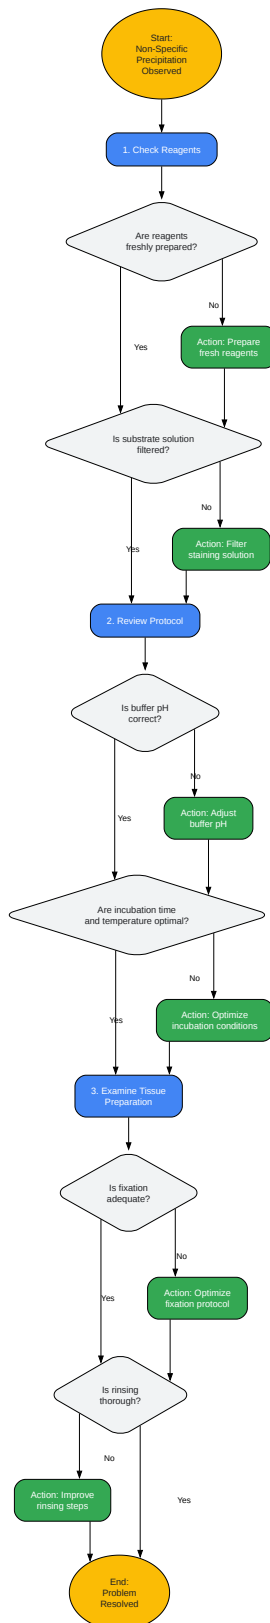 Start:
Non-Specific
Precipitation
Observed
1. Check Reagents
Are reagents
freshly prepared?
No
Yes
Action: Prepare
fresh reagents
Is substrate solution
filtered?
No
Yes
Action: Filter
staining solution
2. Review Protocol
Is buffer pH
correct?
No
Yes
Action: Adjust
buffer pH
Are incubation time
and temperature optimal?
No
Yes
Action: Optimize
incubation conditions
3. Examine Tissue
Preparation
Is fixation
adequate?
No
Yes
Action: Optimize
fixation protocol
Is rinsing
thorough?
No
Yes
Action: Improve
rinsing steps
End:
Problem
Resolved